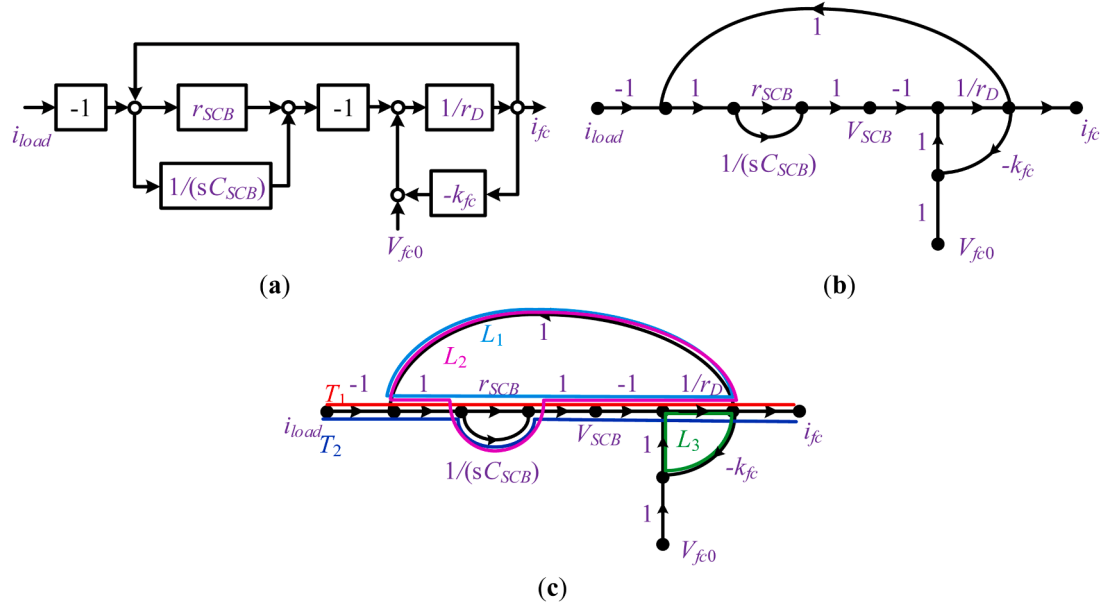 -1
r_SCB
-1
1/r_D
i_load
i_fc
1/(sC_SCB)
-k_fc
V_fc0
(a)
1
-1
1
r_SCB
1
-1
1/r_D
i_load
V_SCB
i_fc
1/(sC_SCB)
1
-k_fc
1
V_fc0
(b)
L_1
1
L_2
T_1
-1
1
r_SCB
1
-1
1/r_D
i_load
T_2
V_SCB
i_fc
1
L_3
1/(sC_SCB)
-k_fc
1
V_fc0
(c)